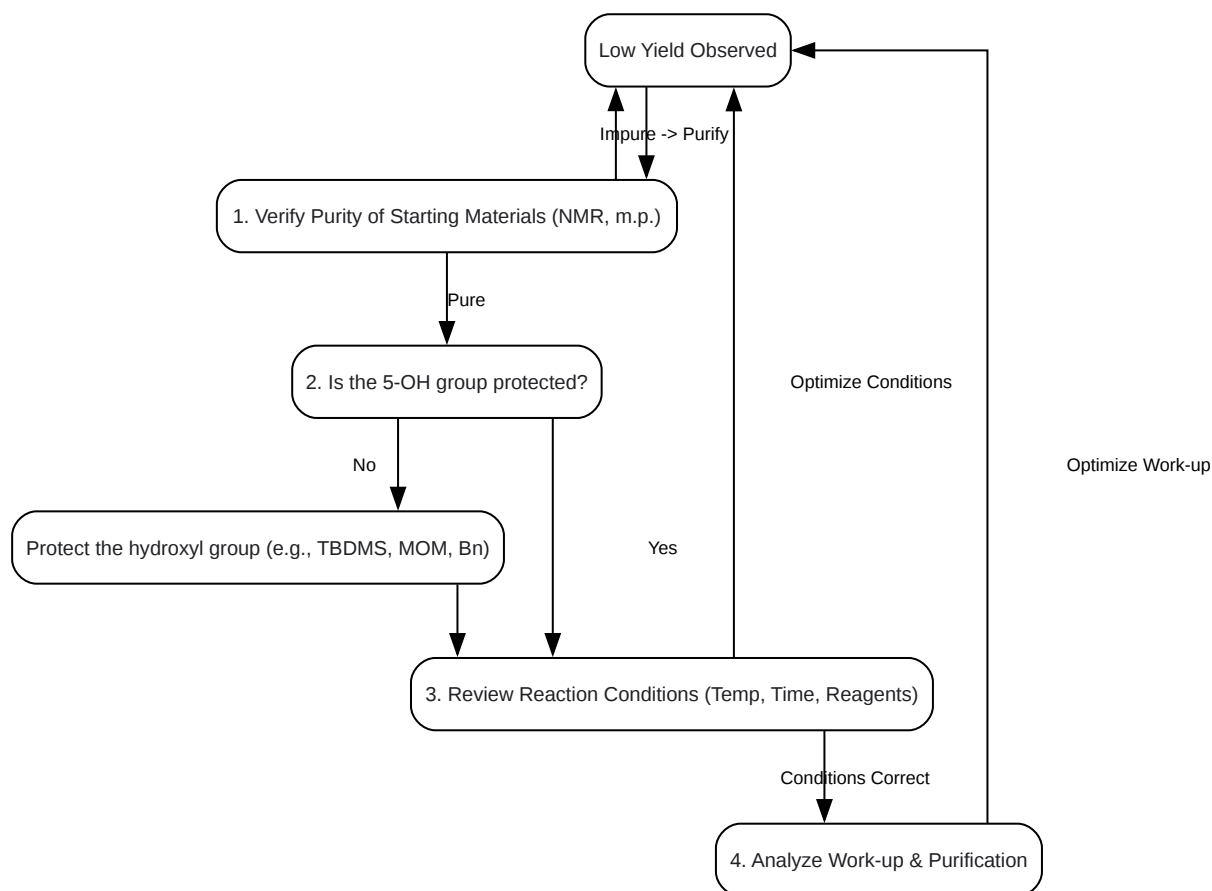 Low Yield Observed
Impure -> Purify
1. Verify Purity of Starting Materials (NMR, m.p.)
Pure
2. Is the 5-OH group protected?
Optimize Conditions
No
Optimize Work-up
Protect the hydroxyl group (e.g., TBDMS, MOM, Bn)
Yes
3. Review Reaction Conditions (Temp, Time, Reagents)
Conditions Correct
4. Analyze Work-up & Purification